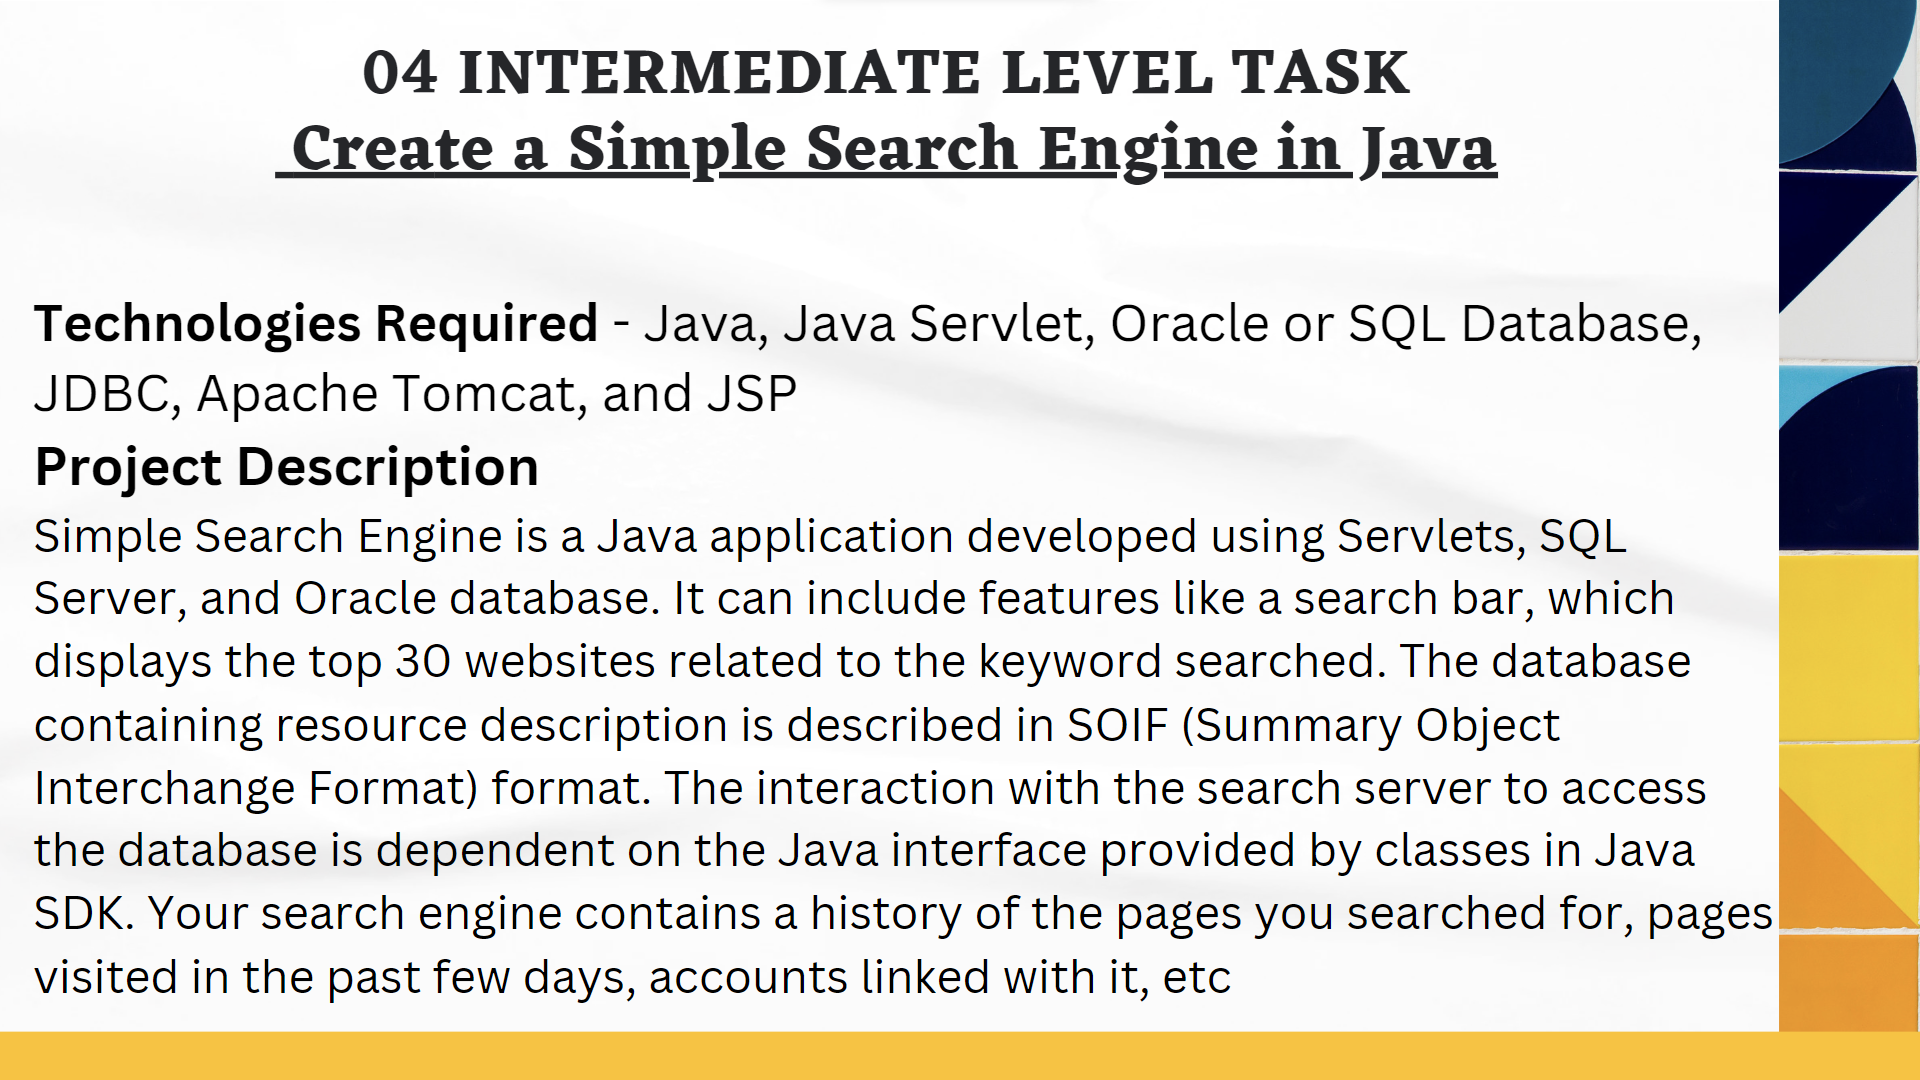 04 INTERMEDIATE LEVEL TASK
Create a Simple Search Engine in Java
Technologies Required - Java, Java Servlet, Oracle or SQL Database,
JDBC, Apache Tomcat, and JSP
Project Description
Simple Search Engine is a Java application developed using Servlets, SQL
Server, and Oracle database. It can include features like a search bar, which
displays the top 30 websites related to the keyword searched. The database
containing resource description is described in SOIF (Summary Object
Interchange Format) format. The interaction with the search server to access
the database is dependent on the Java interface provided by classes in Java
SDK. Your search engine contains a history of the pages you searched for, pages
visited in the past few days, accounts linked with it, etc